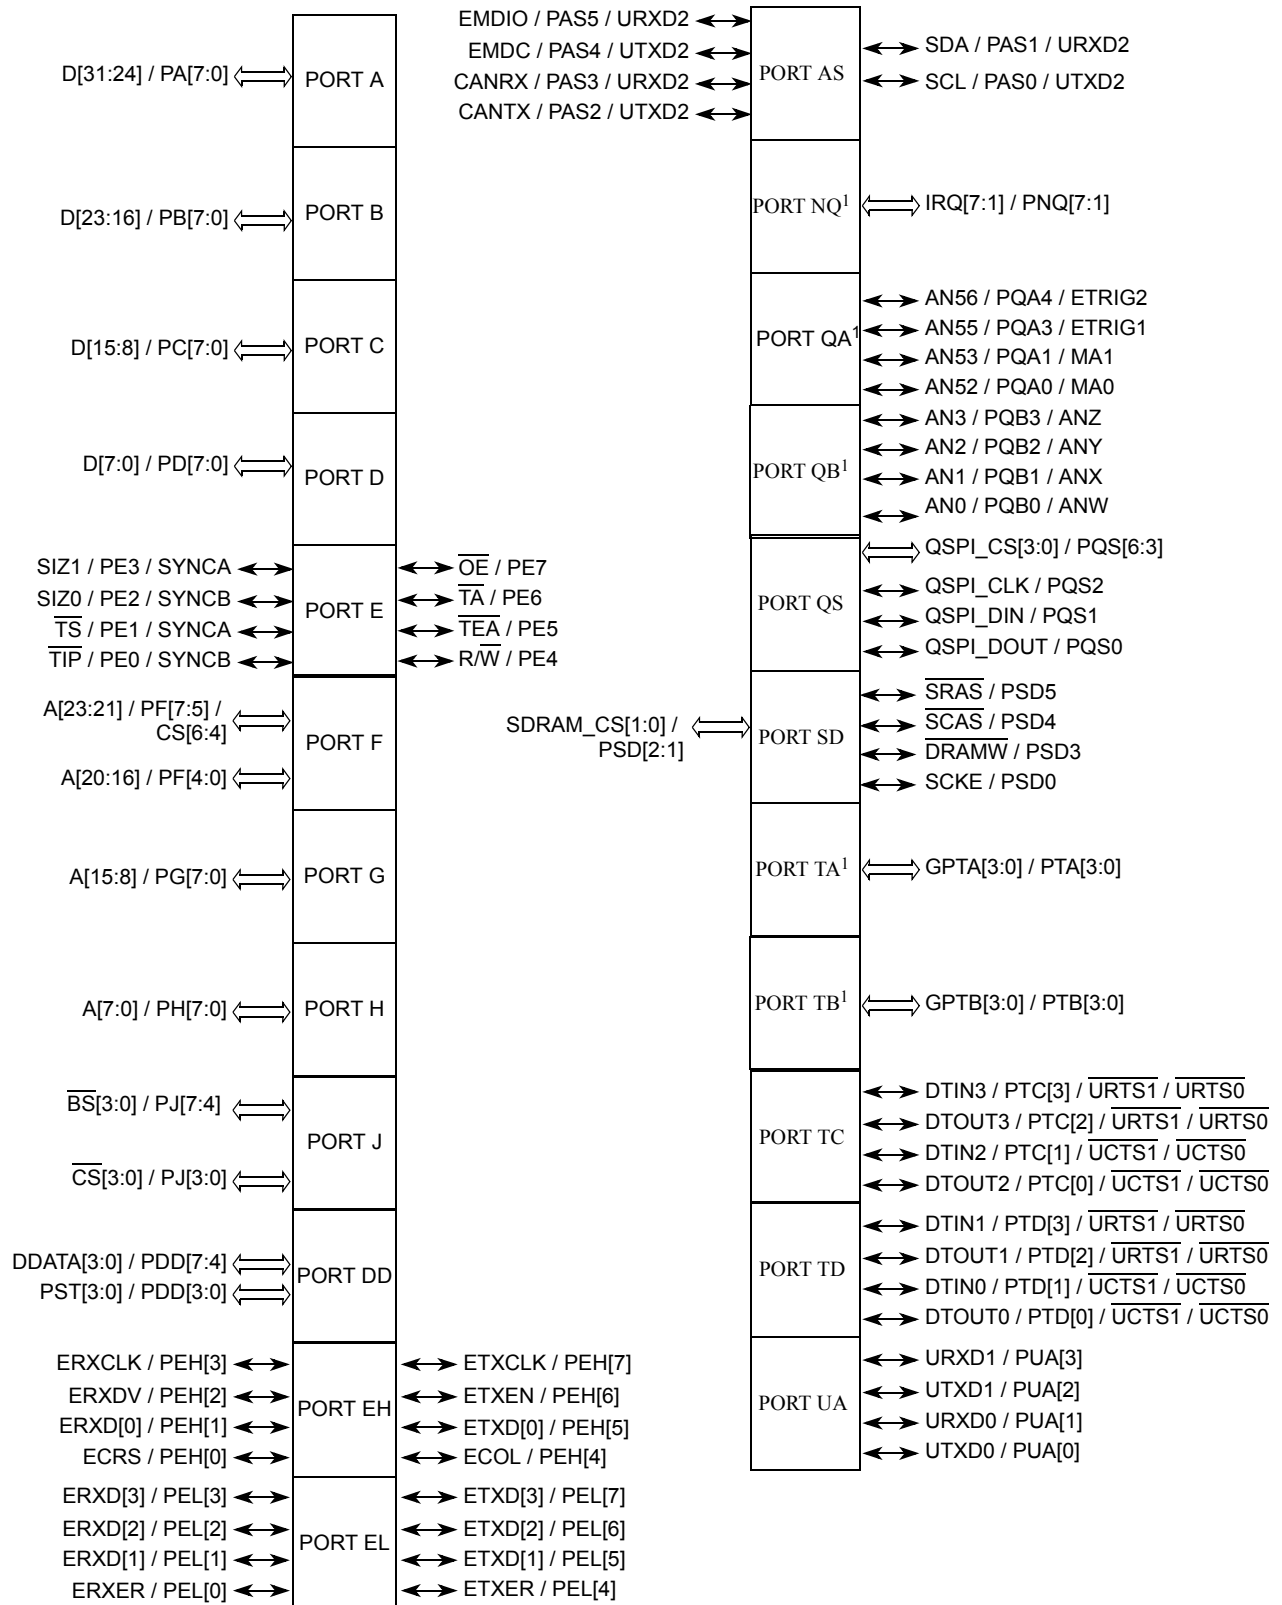 D[31:24] / PA[7:0]
PORT A
D[23:16] / PB[7:0]
PORT B
D[15:8] / PC[7:0]
PORT C
D[7:0] / PD[7:0]
PORT D
SIZ1 / PE3 / SYNCA
SIZ0 / PE2 / SYNCB
TS / PE1 / SYNCA
TIP / PE0 / SYNCB
PORT E
OE / PE7
TA / PE6
TEA / PE5
R/W / PE4
A[23:21] / PF[7:5] /
CS[6:4]
A[20:16] / PF[4:0]
PORT F
A[15:8] / PG[7:0]
PORT G
A[7:0] / PH[7:0]
PORT H
BS[3:0] / PJ[7:4]
CS[3:0] / PJ[3:0]
PORT J
DDATA[3:0] / PDD[7:4]
PST[3:0] / PDD[3:0]
PORT DD
ERXCLK / PEH[3]
ERXDV / PEH[2]
ERXD[0] / PEH[1]
ECRS / PEH[0]
PORT EH
ETXCLK / PEH[7]
ETXEN / PEH[6]
ETXD[0] / PEH[5]
ECOL / PEH[4]
ERXD[3] / PEL[3]
ERXD[2] / PEL[2]
ERXD[1] / PEL[1]
ERXER / PEL[0]
PORT EL
ETXD[3] / PEL[7]
ETXD[2] / PEL[6]
ETXD[1] / PEL[5]
ETXER / PEL[4]
EMDIO / PAS5 / URXD2
EMDC / PAS4 / UTXD2
CANRX / PAS3 / URXD2
CANTX / PAS2 / UTXD2
PORT AS
SDA / PAS1 / URXD2
SCL / PAS0 / UTXD2
PORT NQ1
IRQ[7:1] / PNQ[7:1]
PORT QA1
AN56 / PQA4 / ETRIG2
AN55 / PQA3 / ETRIG1
AN53 / PQA1 / MA1
AN52 / PQA0 / MA0
PORT QB1
AN3 / PQB3 / ANZ
AN2 / PQB2 / ANY
AN1 / PQB1 / ANX
AN0 / PQB0 / ANW
PORT QS
QSPI_CS[3:0] / PQS[6:3]
QSPI_CLK / PQS2
QSPI_DIN / PQS1
QSPI_DOUT / PQS0
SDRAM_CS[1:0] /
PSD[2:1]
PORT SD
SRAS / PSD5
SCAS / PSD4
DRAMW / PSD3
SCKE / PSD0
PORT TA1
GPTA[3:0] / PTA[3:0]
PORT TB1
GPTB[3:0] / PTB[3:0]
PORT TC
DTIN3 / PTC[3] / URTS1 / URTS0
DTOUT3 / PTC[2] / URTS1 / URTS0
DTIN2 / PTC[1] / UCTS1 / UCTS0
DTOUT2 / PTC[0] / UCTS1 / UCTS0
PORT TD
DTIN1 / PTD[3] / URTS1 / URTS0
DTOUT1 / PTD[2] / URTS1 / URTS0
DTIN0 / PTD[1] / UCTS1 / UCTS0
DTOUT0 / PTD[0] / UCTS1 / UCTS0
PORT UA
URXD1 / PUA[3]
UTXD1 / PUA[2]
URXD0 / PUA[1]
UTXD0 / PUA[0]